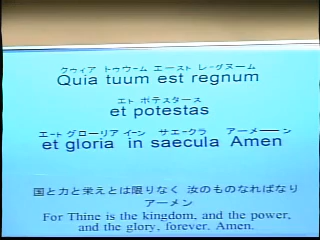 クゥィア トゥウーム エースト レーグヌーム
Quia tuum est regnum
エト ポテスタース
et potestas
エート グローリア イーン サエークラ アーメーーン
et gloria in saecula Amen
国と力と栄えとは限りなく 汝のものなればなり
アーメン
For Thine is the kingdom, and the power,
and the glory, forever. Amen.